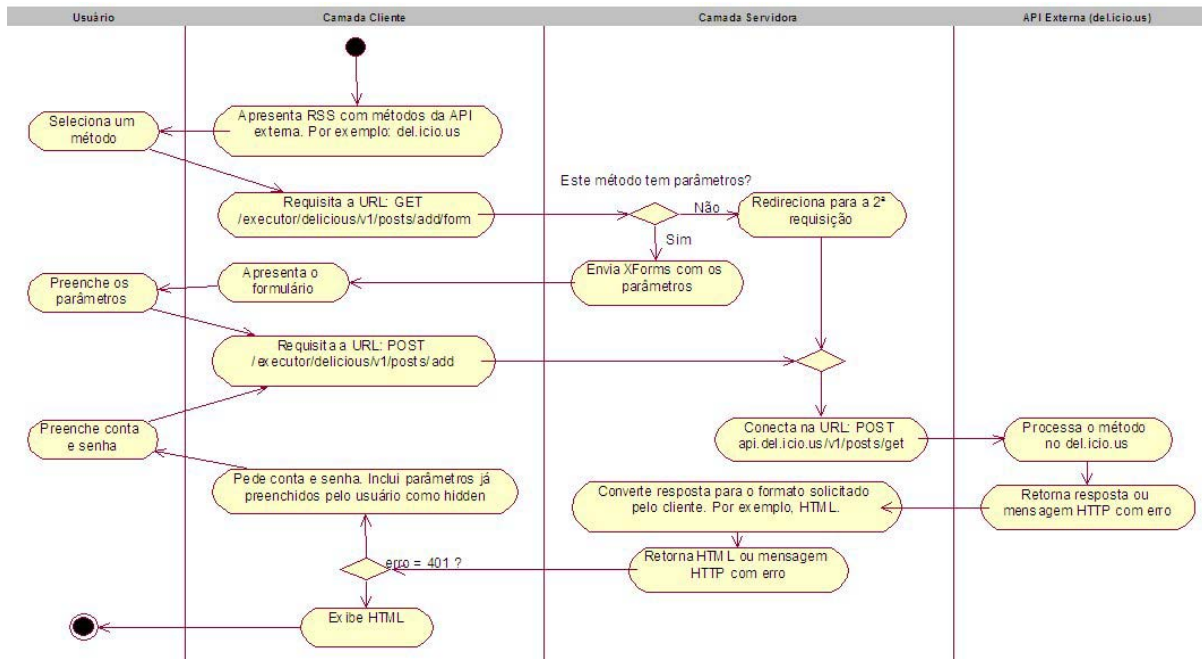 Usuário
Camada Cliente
Camada Servidora
API Externa (del.icio.us)
Apresenta RSS com métodos da API
externa. Por exemplo: del.icio.us
Seleciona um
método
Requisita a URL: GET
/executor/delicious/v1/posts/add/form
Este método tem parâmetros?
Não
Sim
Redireciona para a 2ª
requisição
Envia XForms com os
parâmetros
Apresenta o
formulário
Preenche os
parâmetros
Requisita a URL: POST
/executor/delicious/v1/posts/add
Preenche conta
e senha
Conecta na URL: POST
api.del.icio.us/v1/posts/get
Processa o método
no del.icio.us
Pede conta e senha. Inclui parâmetros já
preenchidos pelo usuário como hidden
Converte resposta para o formato solicitado
pelo cliente. Por exemplo, HTML.
Retorna resposta ou
mensagem HTTP com erro
erro = 401 ?
Retorna HTML ou mensagem
HTTP com erro
Exibe HTML